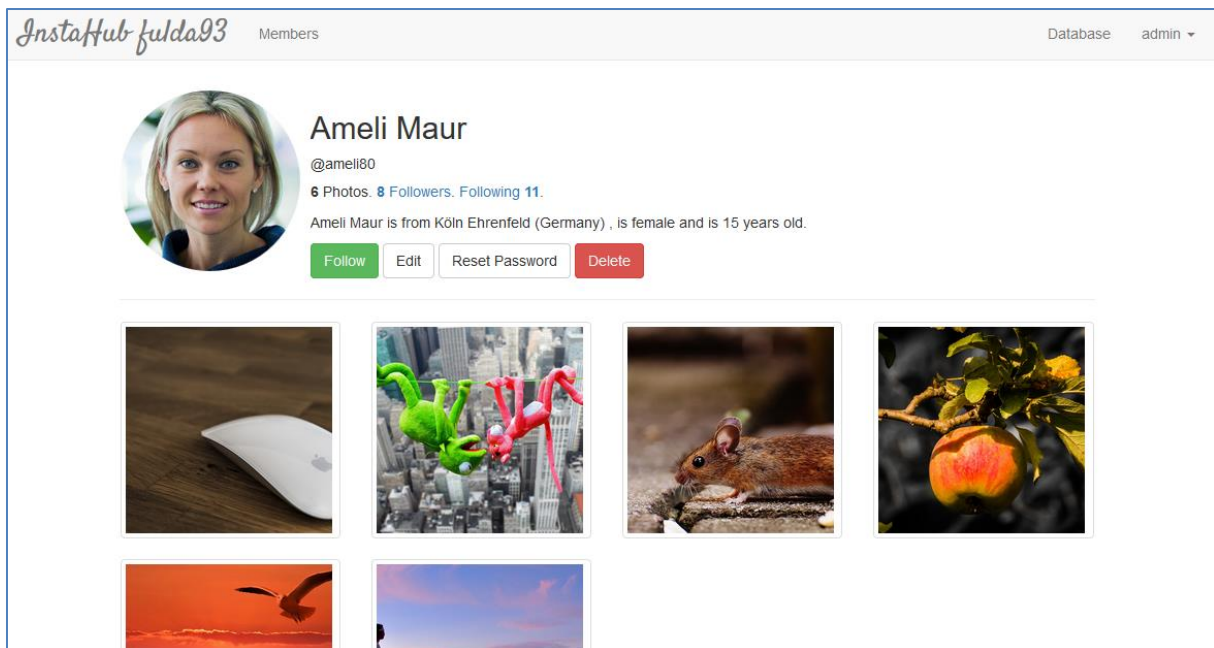 InstaHub fulda93 Members Database admin
Ameli Maur
@ameli80
6 Photos. 8 Followers. Following 11.
Ameli Maur is from Köln Ehrenfeld (Germany) , is female and is 15 years old.
Follow Edit Reset Password Delete